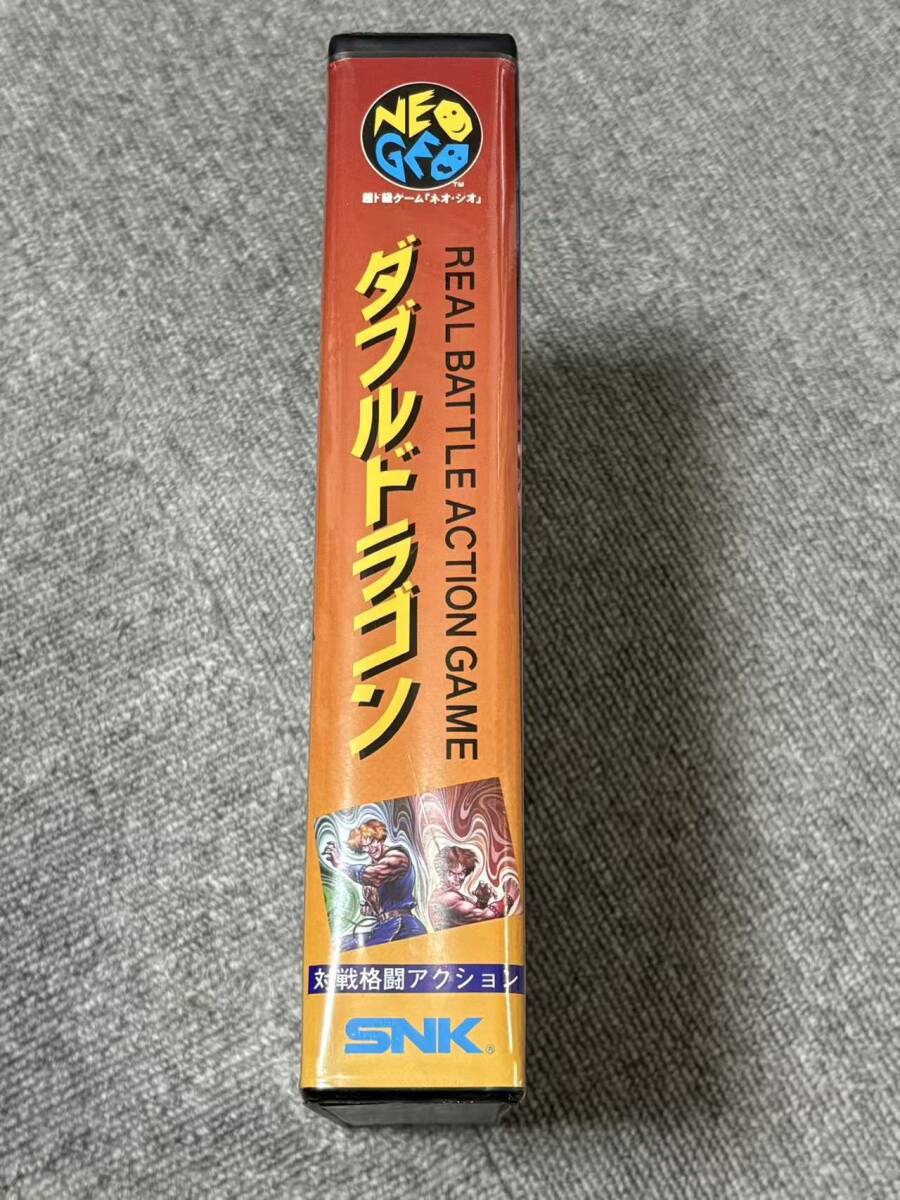 NEO
GEO
TM
超ド級ゲーム「ネオ・ジオ」
ダブルドラゴン
REAL BATTLE ACTION GAME
対戦格闘アクション
SNK®